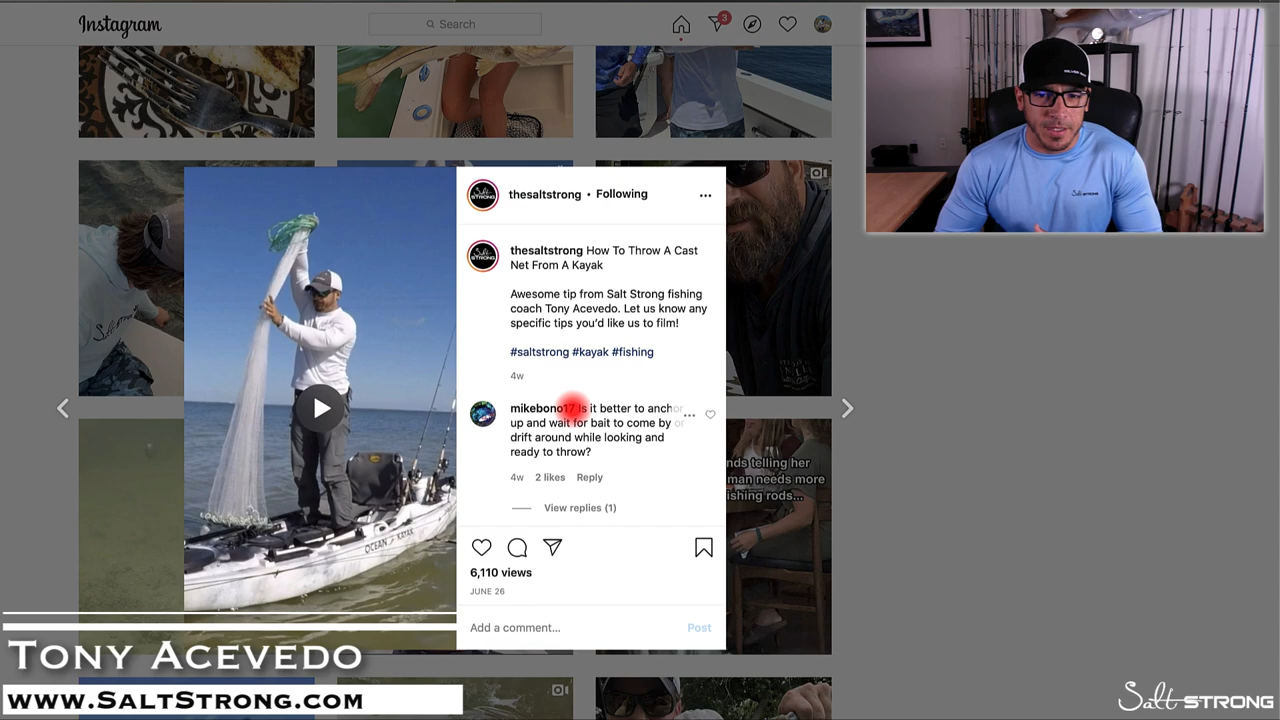 Instagram
Search
3
thesaltstrong • Following
thesaltstrong How To Throw A Cast
Net From A Kayak
Awesome tip from Salt Strong fishing
coach Tony Acevedo. Let us know any
specific tips you'd like us to film!
#saltstrong #kayak #fishing
4w
mikebono17 Is it better to anchor
up and wait for bait to come by or
drift around while looking and
ready to throw?
4w 2 likes Reply
View replies (1)
6,110 views
JUNE 26
Add a comment... Post
nds telling her
man needs more
ishing rods...
OCEAN KAYAK
Salt STRONG
TONY ACEVEDO
WWW.SALTSTRONG.COM
Salt STRONG